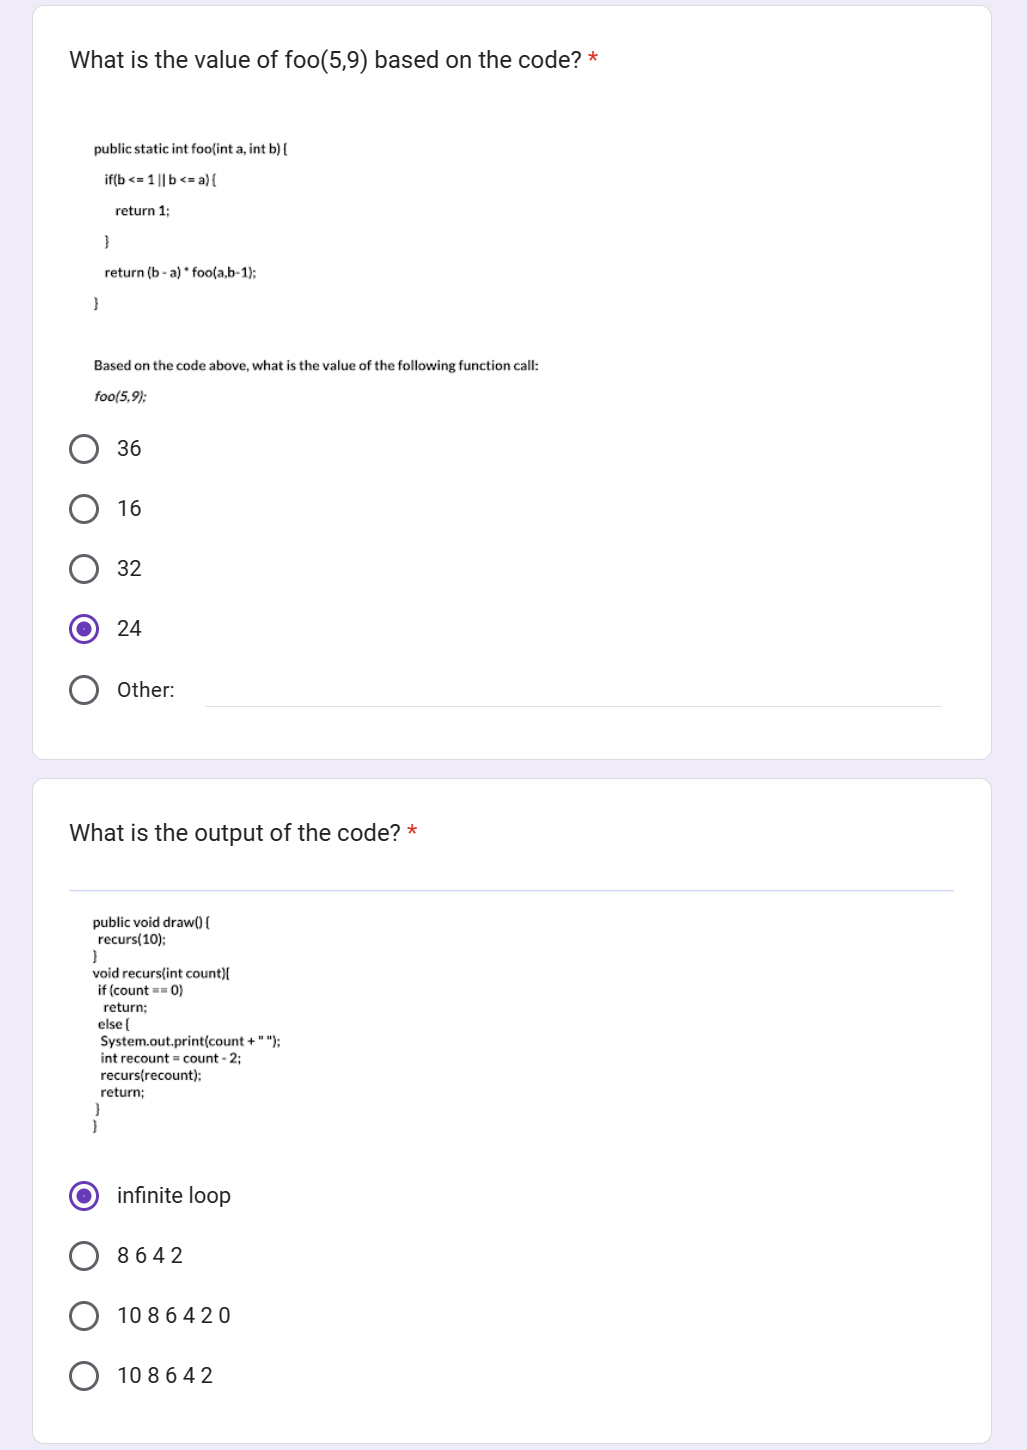 What is the value of foo(5,9) based on the code? *
public static int foo(int a, int b) {
if(b <= 1 || b <= a) {
return 1;
}
return (b - a) * foo(a,b-1);
}
Based on the code above, what is the value of the following function call:
foo(5,9);
36
16
32
24
Other:
What is the output of the code? *
public void draw() {
recurs(10);
}
void recurs(int count){
if (count == 0)
return;
else {
System.out.print(count + " ");
int recount = count - 2;
recurs(recount);
return;
}
}
infinite loop
8 6 4 2
10 8 6 4 2 0
10 8 6 4 2